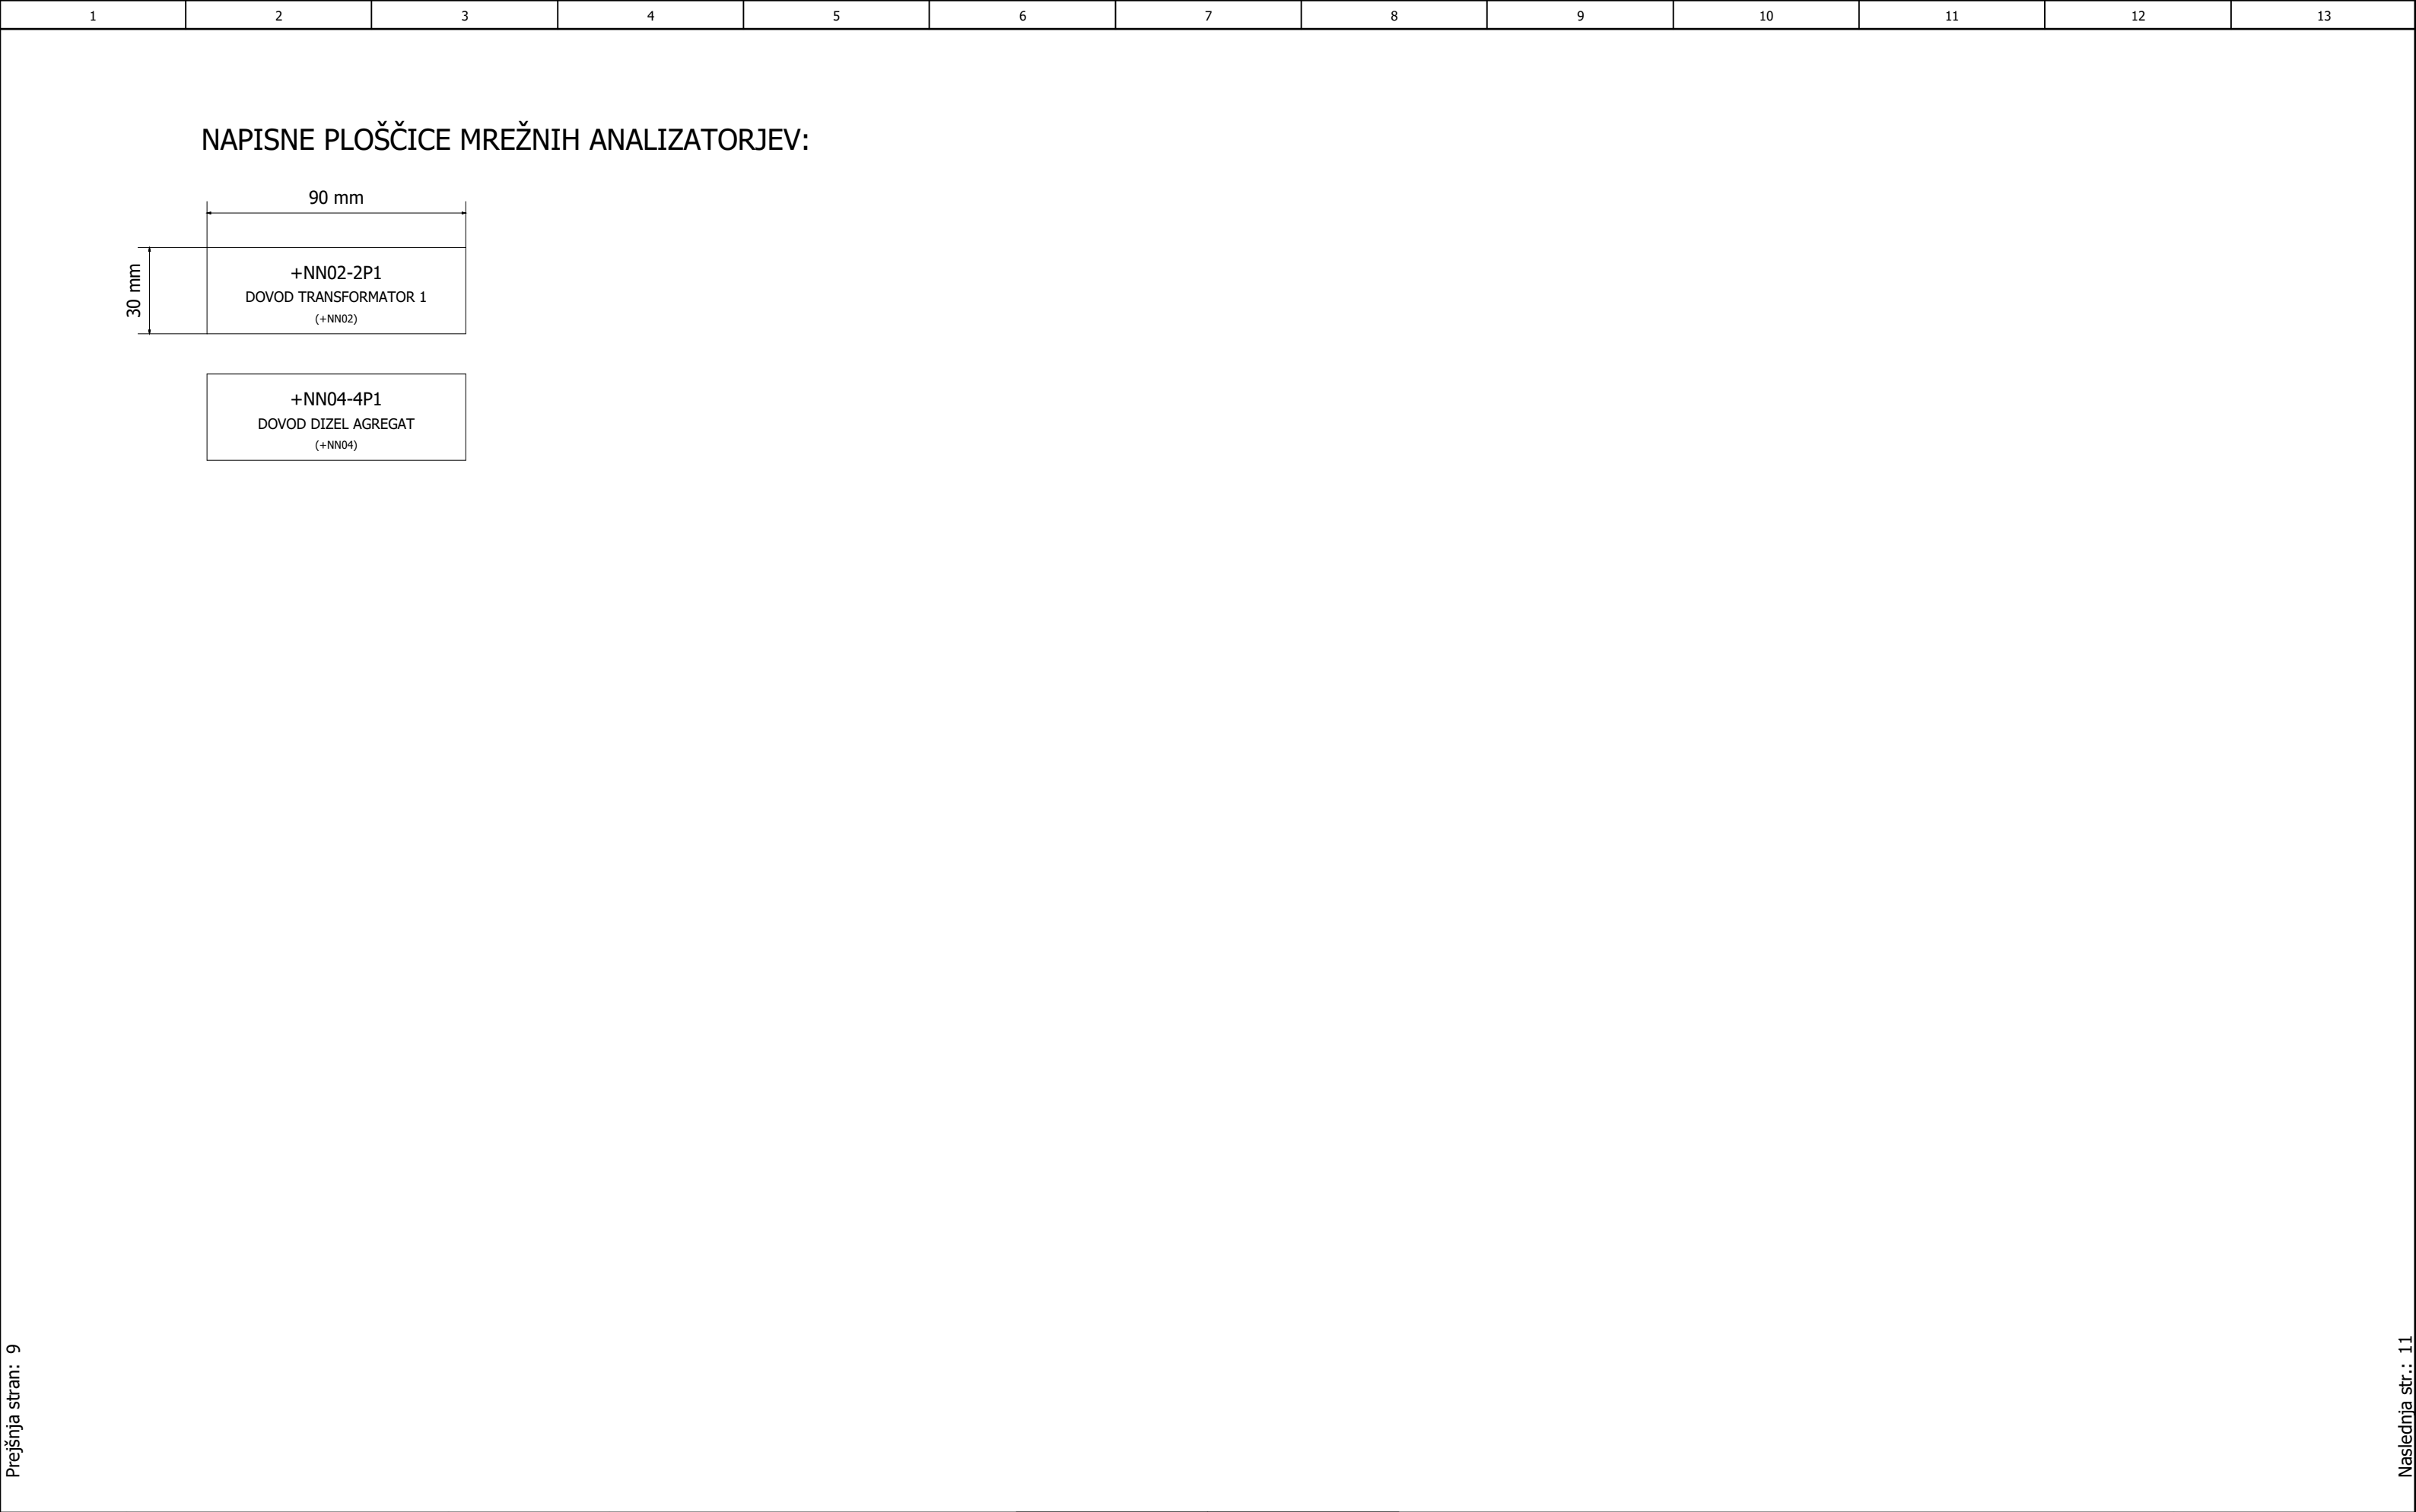 1 2 3 4 5 6 7 8 9 10 11 12 13
NAPISNE PLOŠČICE MREŽNIH ANALIZATORJEV:
90 mm
30 mm
+NN02-2P1
DOVOD TRANSFORMATOR 1
(+NN02)
+NN04-4P1
DOVOD DIZEL AGREGAT
(+NN04)
Prejšnja stran: 9
Naslednja str.: 11